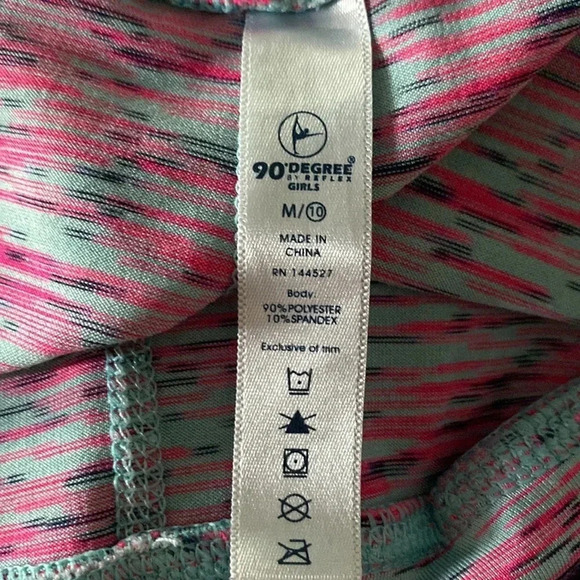 90°DEGREE®
BY REFLEX
GIRLS
M/⑩
MADE IN
CHINA
RN 144527
Body:
90%POLYESTER
10%SPANDEX
Exclusive of trim